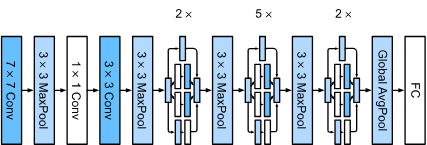 2 ×
5 ×
2 ×
7 × 7 Conv
3 × 3 MaxPool
1 × 1 Conv
3 × 3 Conv
3 × 3 MaxPool
3 × 3 MaxPool
3 × 3 MaxPool
Global AvgPool
FC